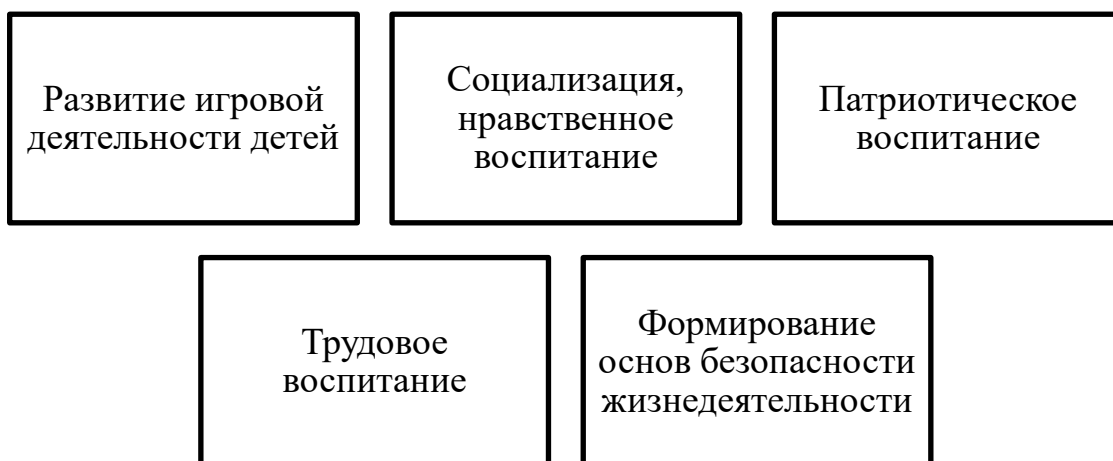 Развитие игровой
деятельности детей
Социализация,
нравственное
воспитание
Патриотическое
воспитание
Трудовое
воспитание
Формирование
основ безопасности
жизнедеятельности